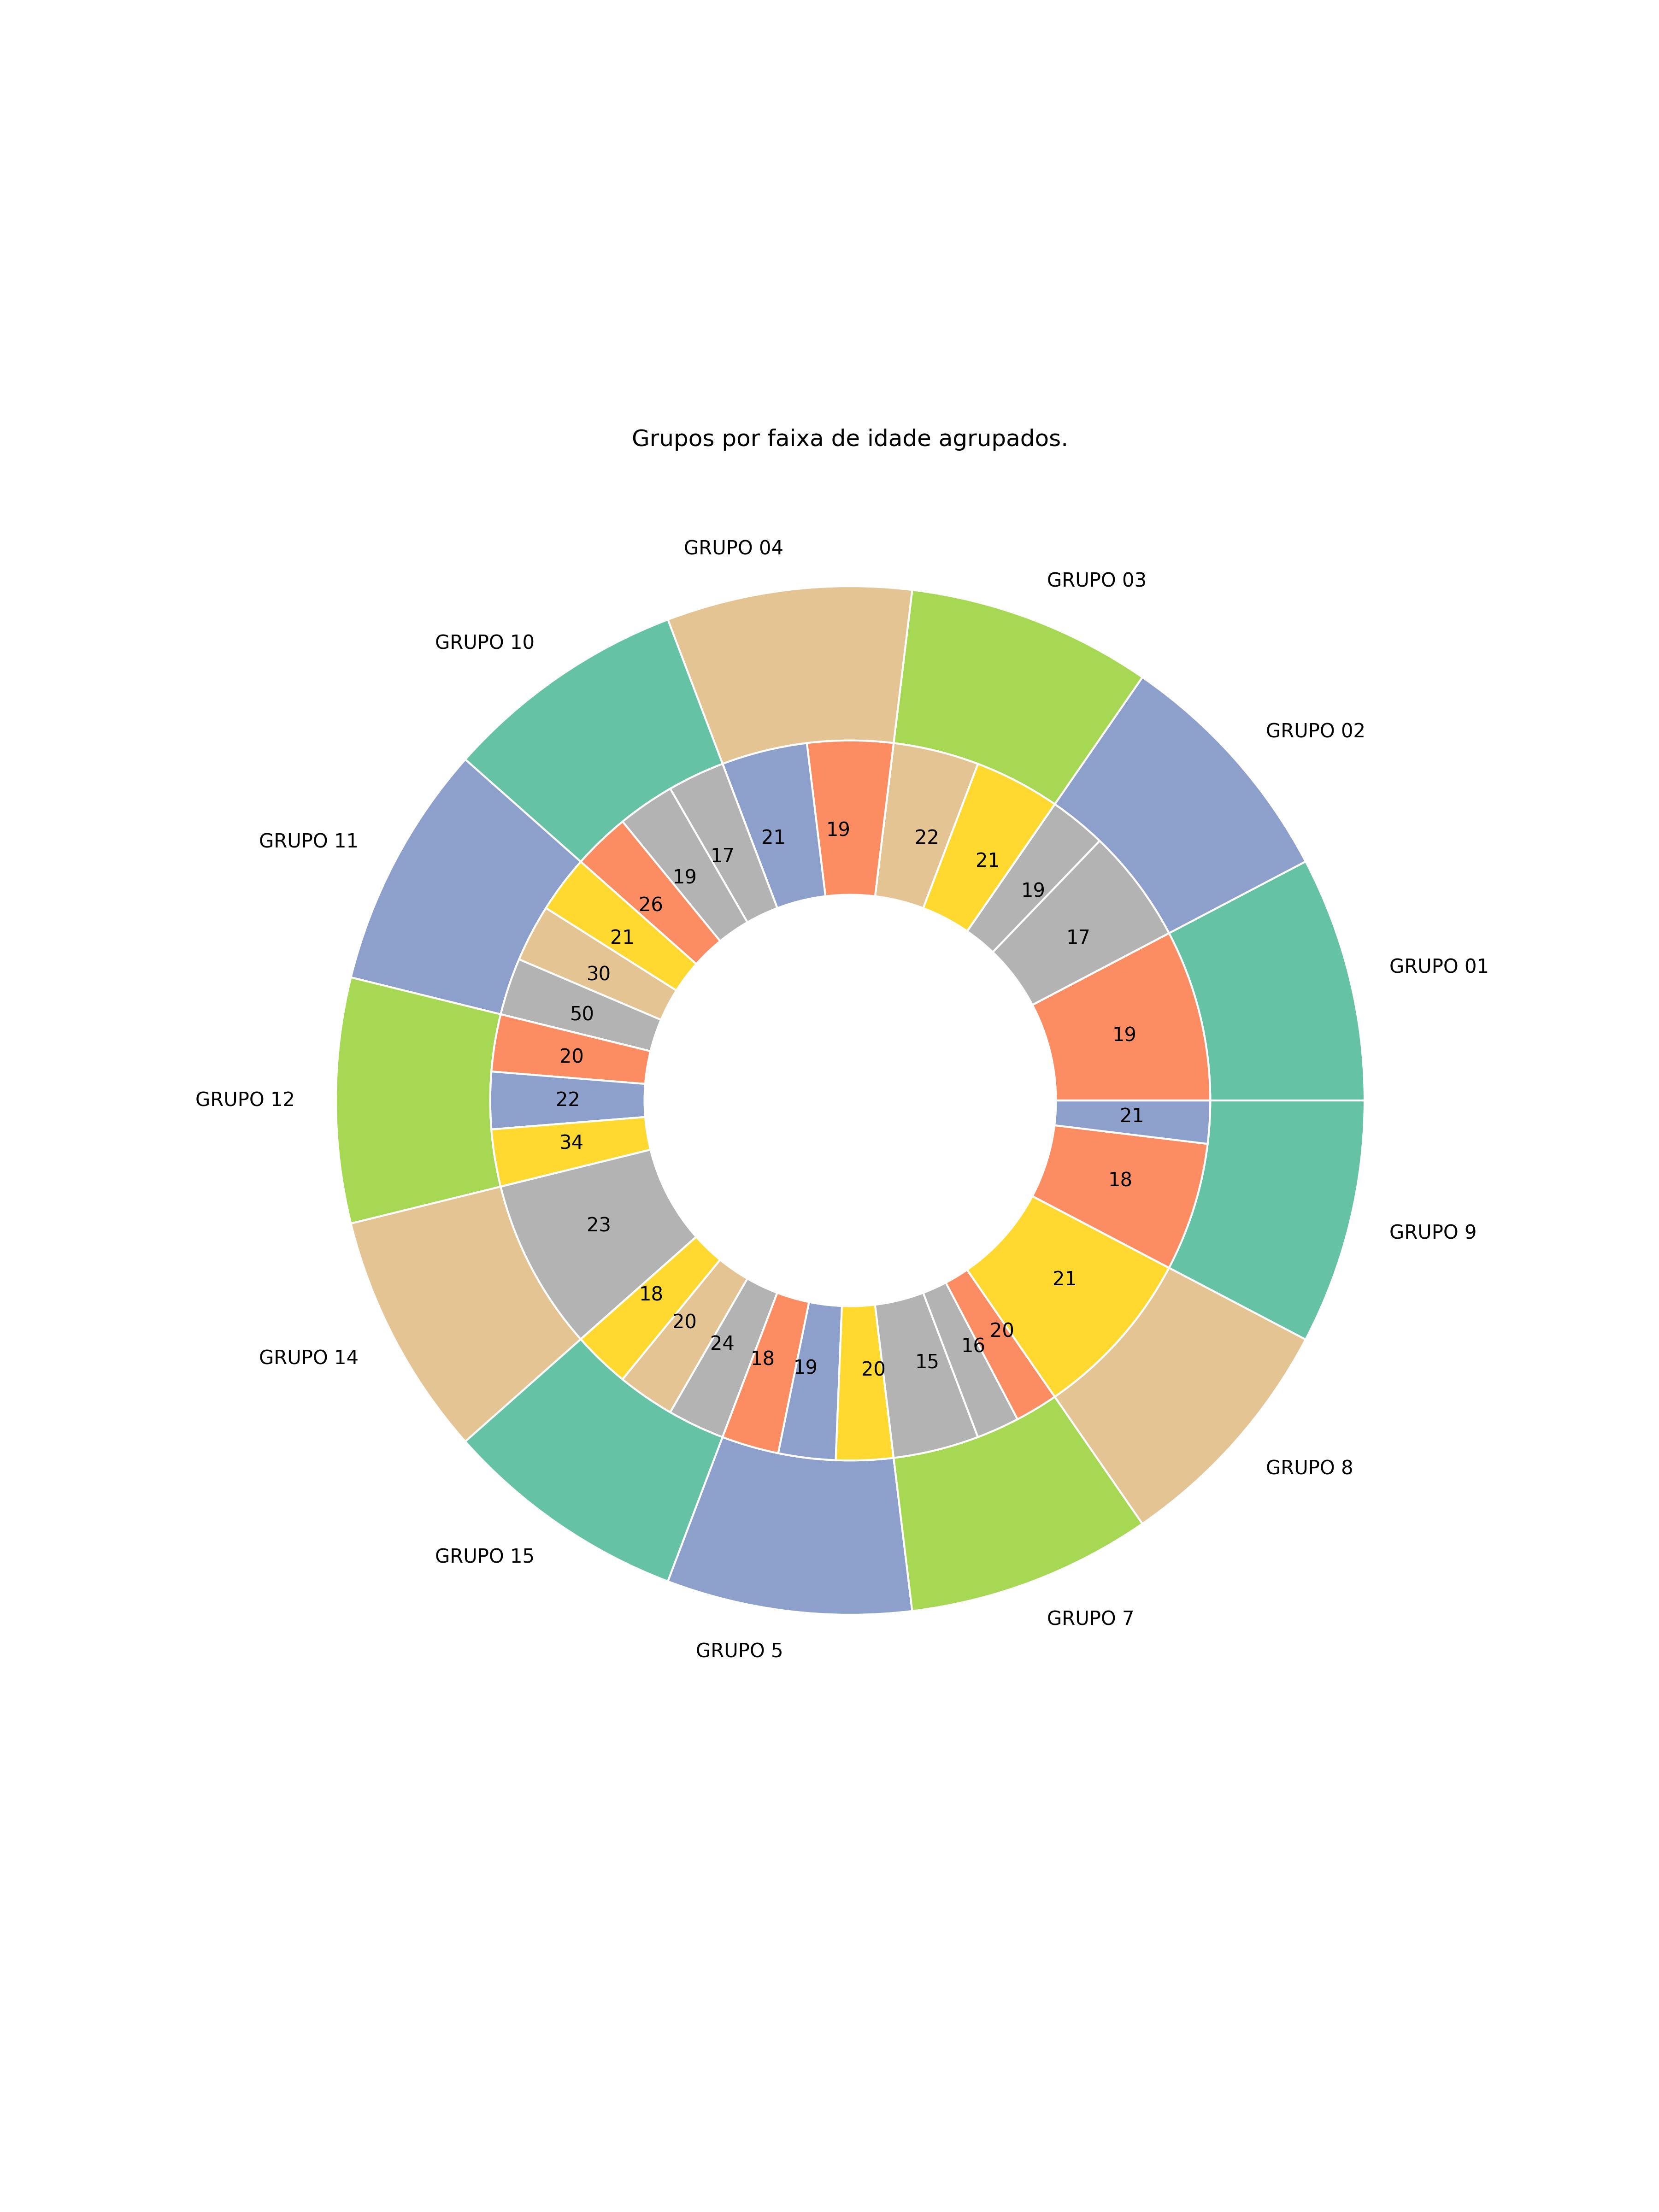 Grupos por faixa de idade agrupados.
GRUPO 04
GRUPO 03
GRUPO 10
GRUPO 02
GRUPO 11
GRUPO 01
GRUPO 12
GRUPO 9
GRUPO 14
GRUPO 8
GRUPO 15
GRUPO 7
GRUPO 5
19
17
19
21
22
19
21
17
19
26
21
30
50
20
22
34
23
18
20
24
18
19
20
15
16
20
21
18
21